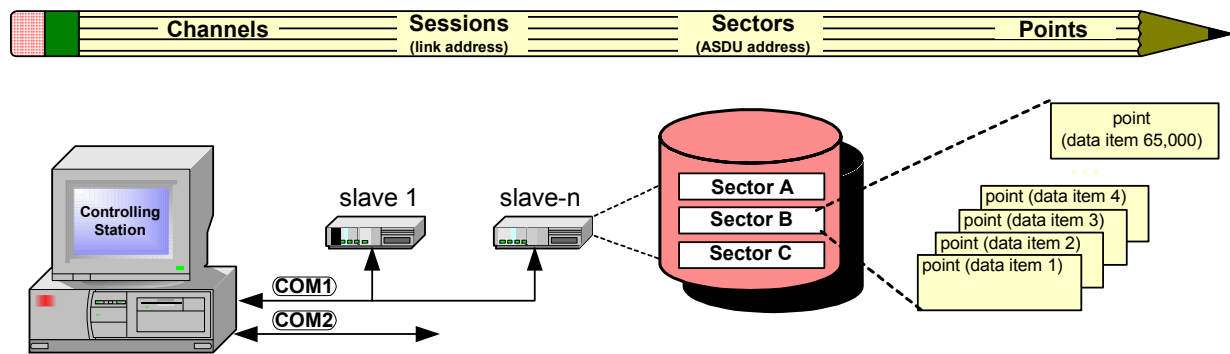 Channels
Sessions
(link address)
Sectors
(ASDU address)
Points
Controlling
Station
slave 1
slave-n
COM1
COM2
Sector A
Sector B
Sector C
point
(data item 65,000)
. . .
point (data item 4)
point (data item 3)
point (data item 2)
point (data item 1)